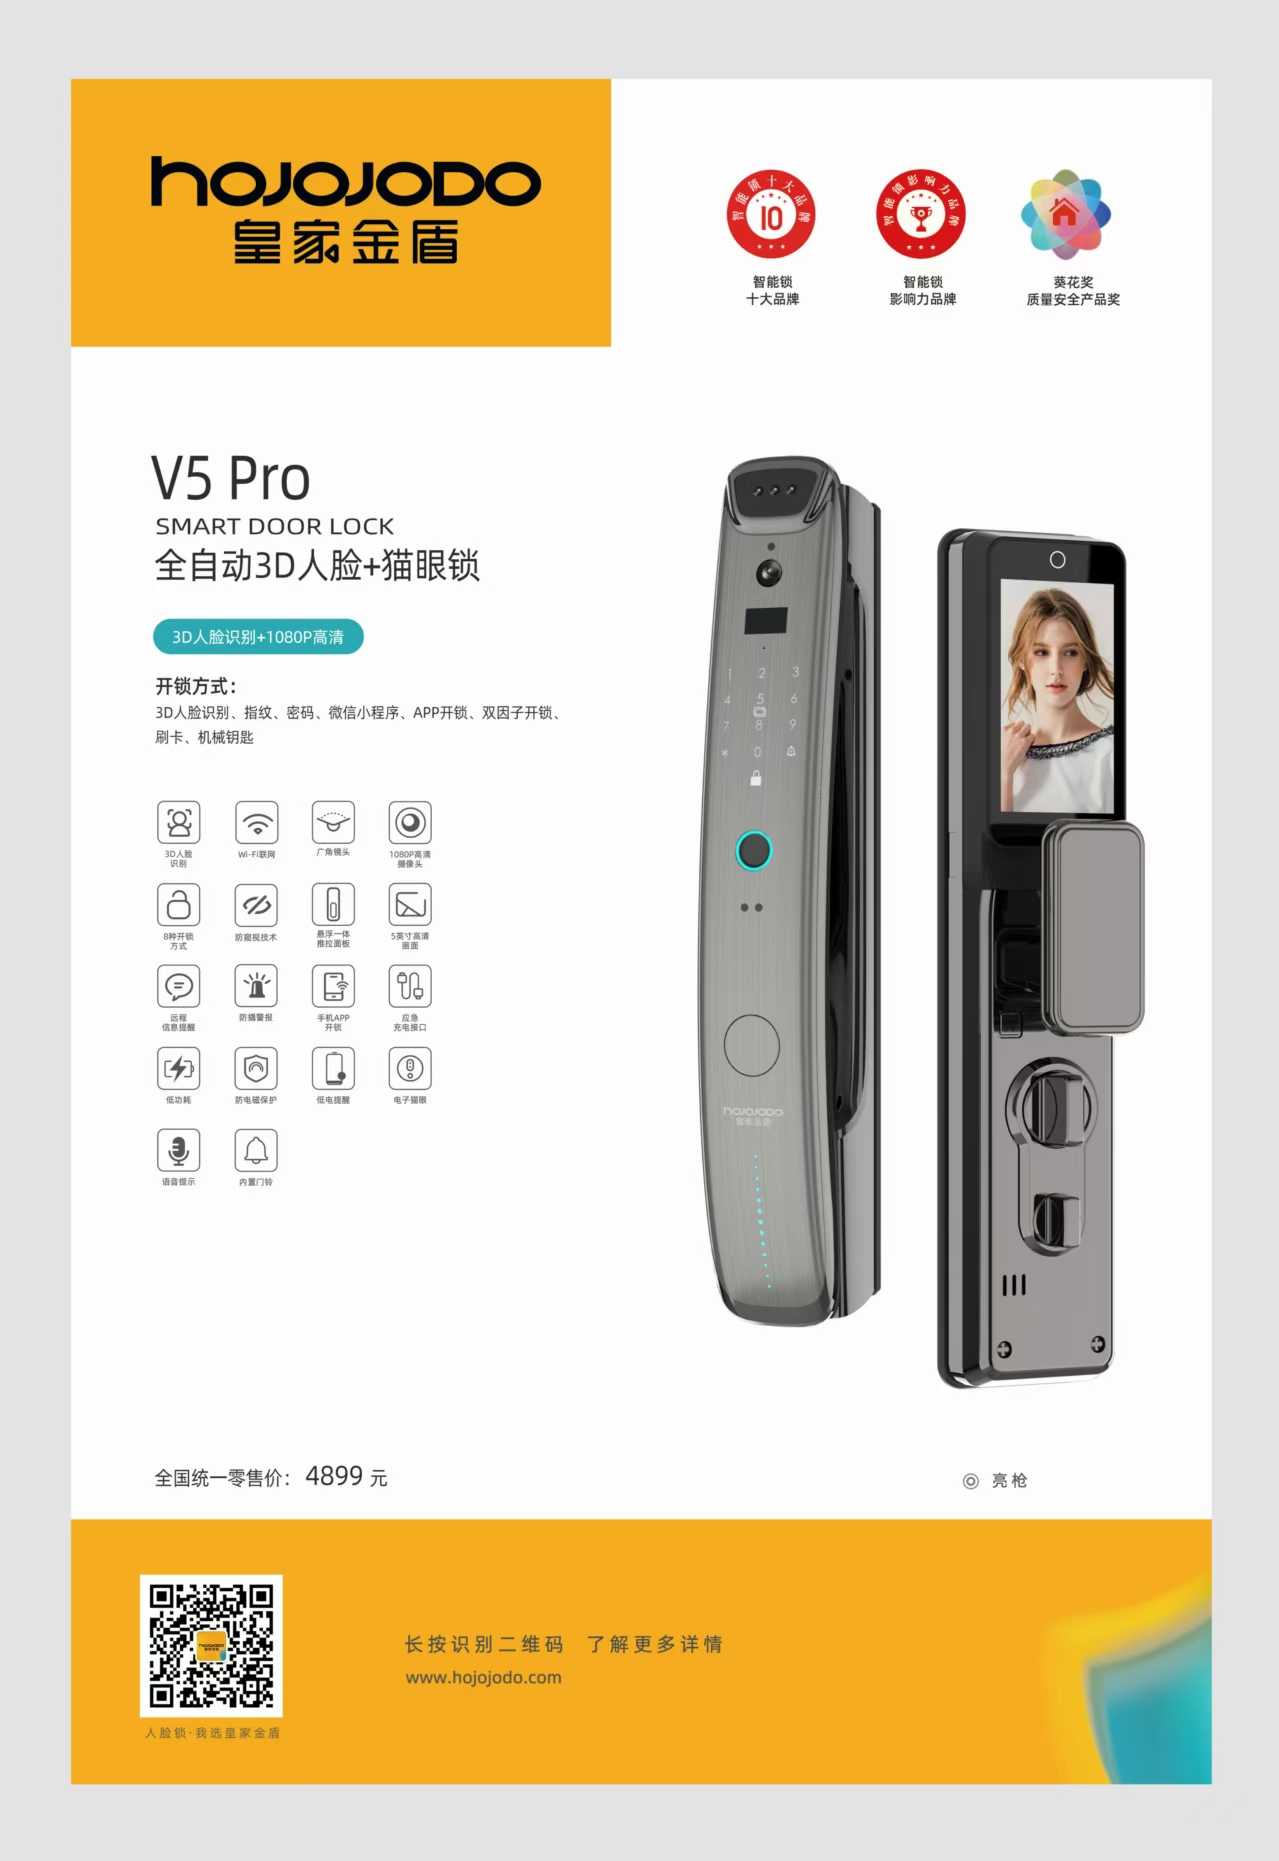 hojojodo
皇家金盾
智能锁十大品牌
10
智能锁影响力品牌
智能锁
十大品牌
智能锁
影响力品牌
葵花奖
质量安全产品奖
V5 Pro
SMART DOOR LOCK
全自动3D人脸+猫眼锁
3D人脸识别+1080P高清
开锁方式：
3D人脸识别、指纹、密码、微信小程序、APP开锁、双因子开锁、
刷卡、机械钥匙
3D人脸
识别
Wi-Fi联网
广角镜头
1080P高清
摄像头
8种开锁
方式
防窥视技术
悬浮一体
推拉面板
5英寸高清
画面
远程
信息提醒
防撬警报
手机APP
开锁
应急
充电接口
低功耗
防电磁保护
低电提醒
电子猫眼
语音提示
内置门铃
1 2 3
4 5 6
7 8 9
* 0
hojojodo
皇家金盾
全国统一零售价： 4899 元
亮枪
hojojodo
长按识别二维码 了解更多详情
www.hojojodo.com
人脸锁·我选皇家金盾